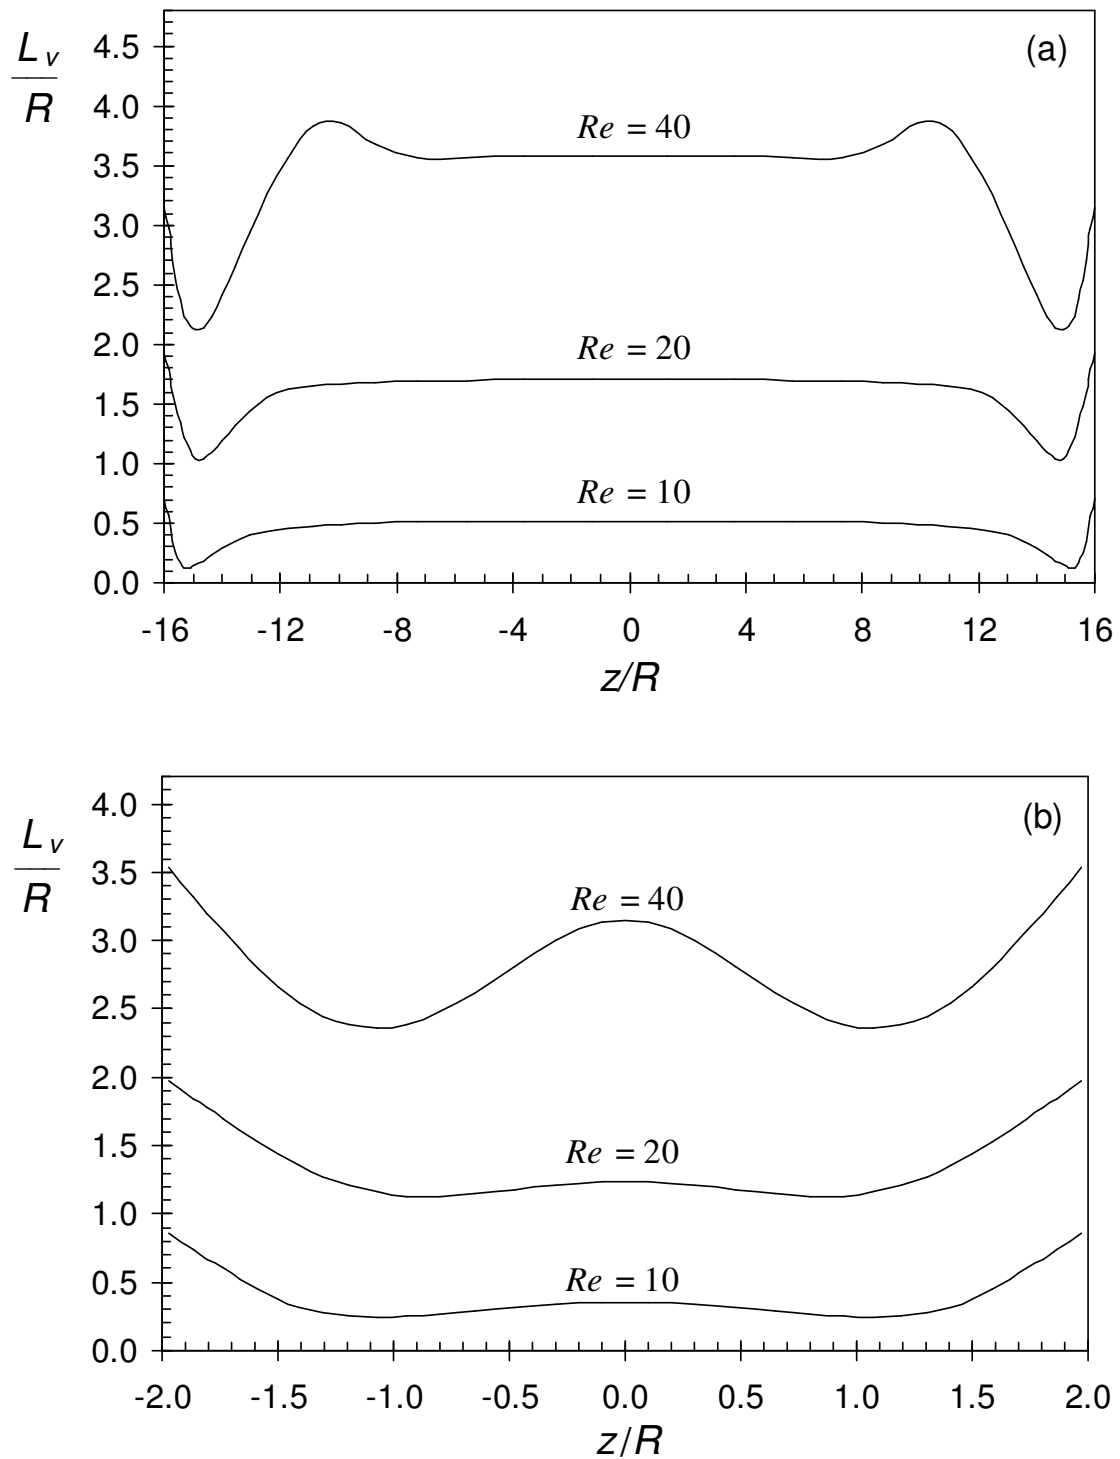 L_v
R
(a)
4.5
4.0
3.5
3.0
2.5
2.0
1.5
1.0
0.5
0.0
Re = 40
Re = 20
Re = 10
-16 -12 -8 -4 0 4 8 12 16
z/R
L_v
R
(b)
4.0
3.5
3.0
2.5
2.0
1.5
1.0
0.5
0.0
Re = 40
Re = 20
Re = 10
-2.0 -1.5 -1.0 -0.5 0.0 0.5 1.0 1.5 2.0
z/R